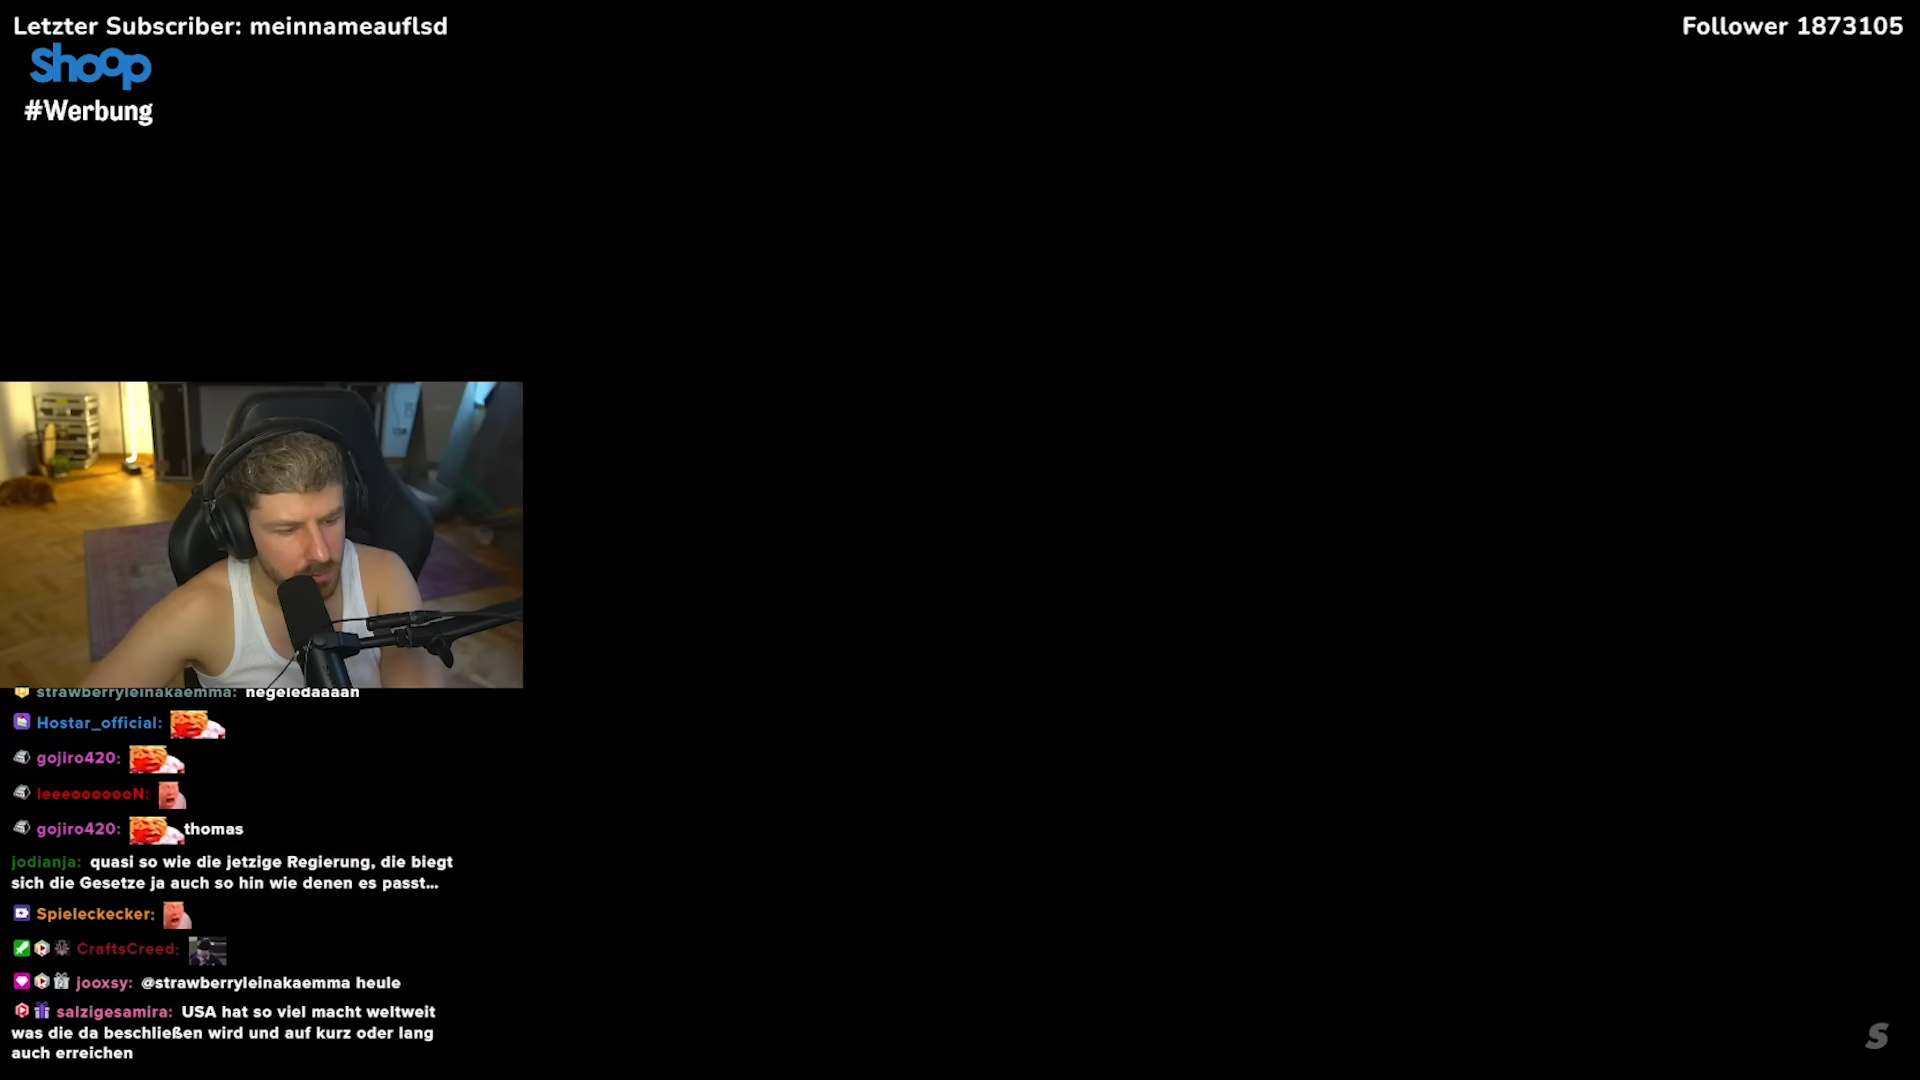 Letzter Subscriber: meinnameauflsd
Follower 1873105
shoop
#Werbung
strawberryleinakaemma: negeledaaaan
Hostar_official:
gojiro420:
leeeooooooN:
gojiro420: thomas
jodianja: quasi so wie die jetzige Regierung, die biegt
sich die Gesetze ja auch so hin wie denen es passt...
Spieleckecker:
CraftsCreed:
jooxsy: @strawberryleinakaemma heule
salzigesamira: USA hat so viel macht weltweit
was die da beschließen wird und auf kurz oder lang
auch erreichen
S